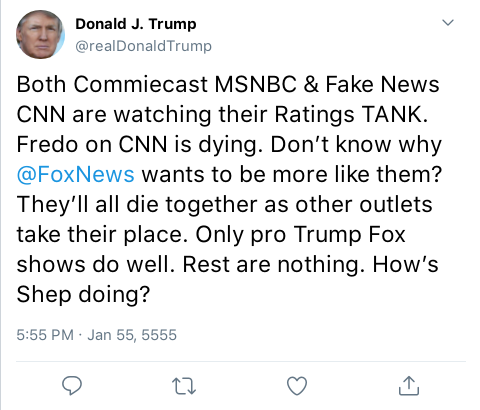 Donald J. Trump
@realDonaldTrump
Both Commiecast MSNBC & Fake News
CNN are watching their Ratings TANK.
Fredo on CNN is dying. Don’t know why
@FoxNews wants to be more like them?
They’ll all die together as other outlets
take their place. Only pro Trump Fox
shows do well. Rest are nothing. How’s
Shep doing?
5:55 PM · Jan 55, 5555